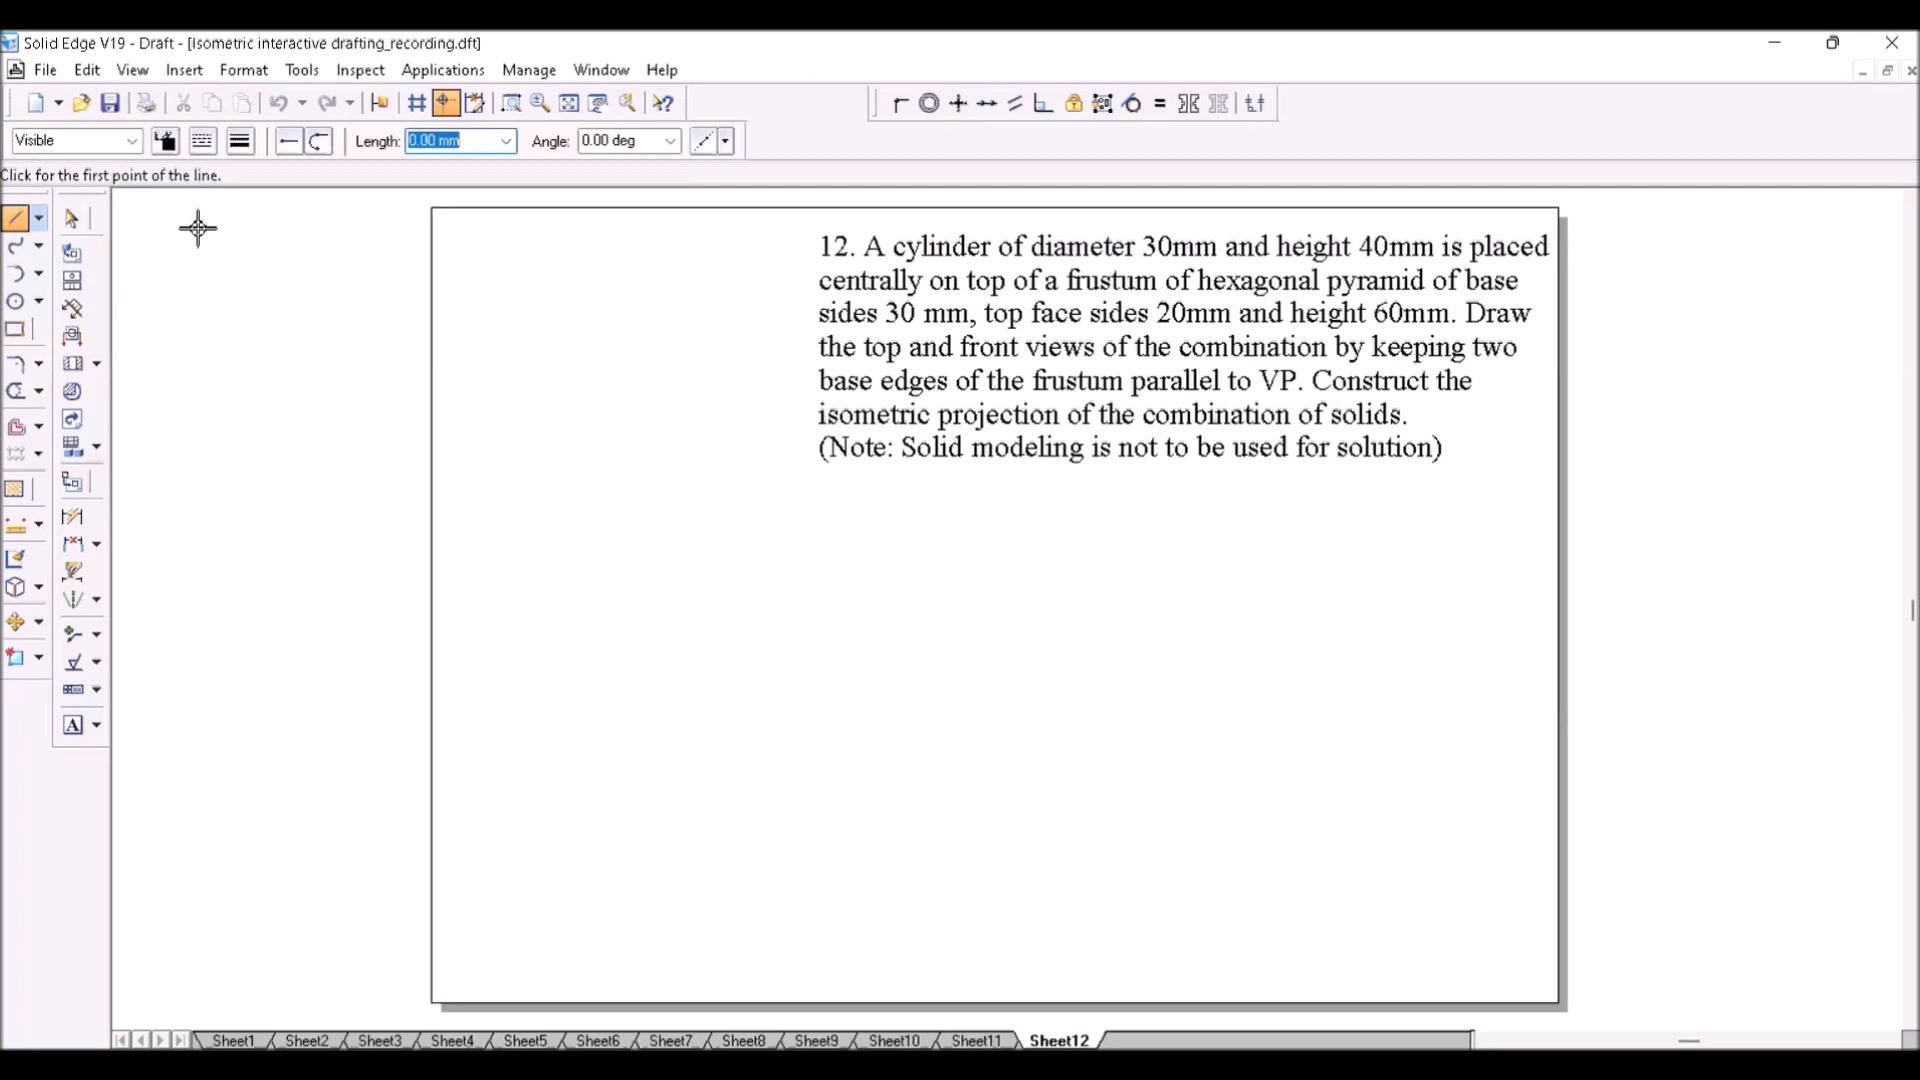 Solid Edge V19 - Draft - [Isometric interactive drafting_recording.dft]
File Edit View Insert Format Tools Inspect Applications Manage Window Help
Visible Length: 0.00 mm Angle: 0.00 deg
Click for the first point of the line.
12. A cylinder of diameter 30mm and height 40mm is placed
centrally on top of a frustum of hexagonal pyramid of base
sides 30 mm, top face sides 20mm and height 60mm. Draw
the top and front views of the combination by keeping two
base edges of the frustum parallel to VP. Construct the
isometric projection of the combination of solids.
(Note: Solid modeling is not to be used for solution)
A
Sheet1 Sheet2 Sheet3 Sheet4 Sheet5 Sheet6 Sheet7 Sheet8 Sheet9 Sheet10 Sheet11 Sheet12